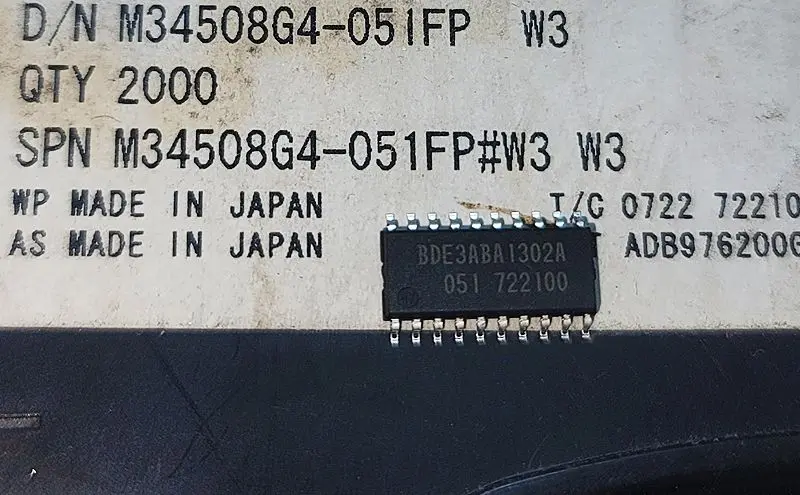 D/N M34508G4-051FP W3
QTY 2000
SPN M34508G4-051FP#W3 W3
WP MADE IN JAPAN T/C 0722 72210
AS MADE IN JAPAN ADB976200G
BDE3ABA1302A
051 722100